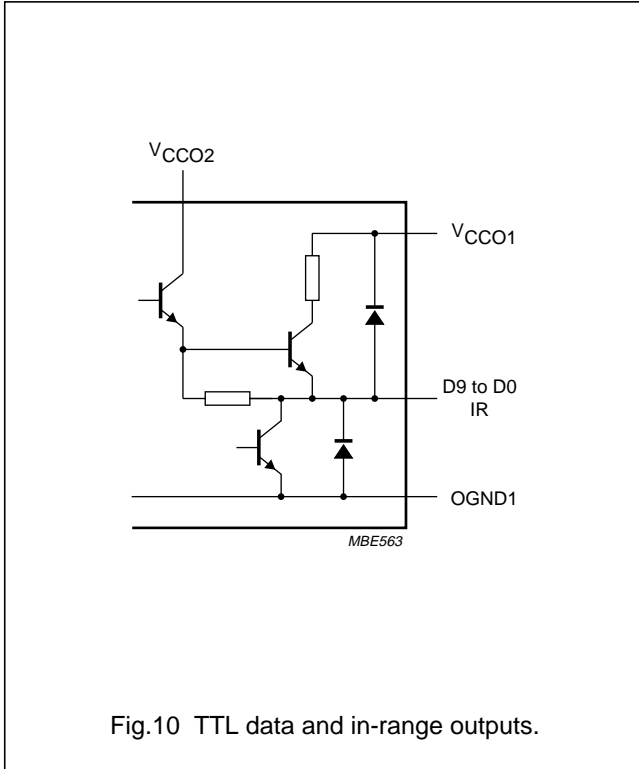 VCCO2
VCCO1
D9 to D0
IR
OGND1
MBE563
Fig.10 TTL data and in-range outputs.